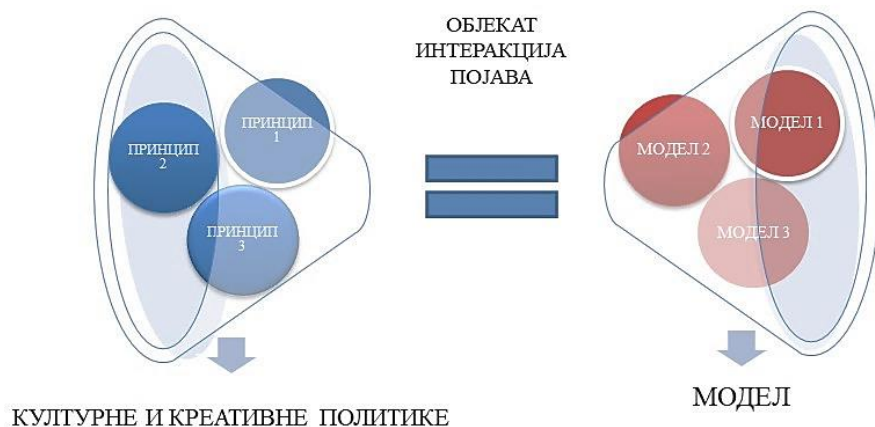 ОБЈЕКАТ
ИНТЕРАКЦИЈА
ПОЈАВА
ПРИНЦИП
1
ПРИНЦИП
2
ПРИНЦИП
3
МОДЕЛ 1
МОДЕЛ 2
МОДЕЛ 3
КУЛТУРНЕ И КРЕАТИВНЕ ПОЛИТИКЕ
МОДЕЛ